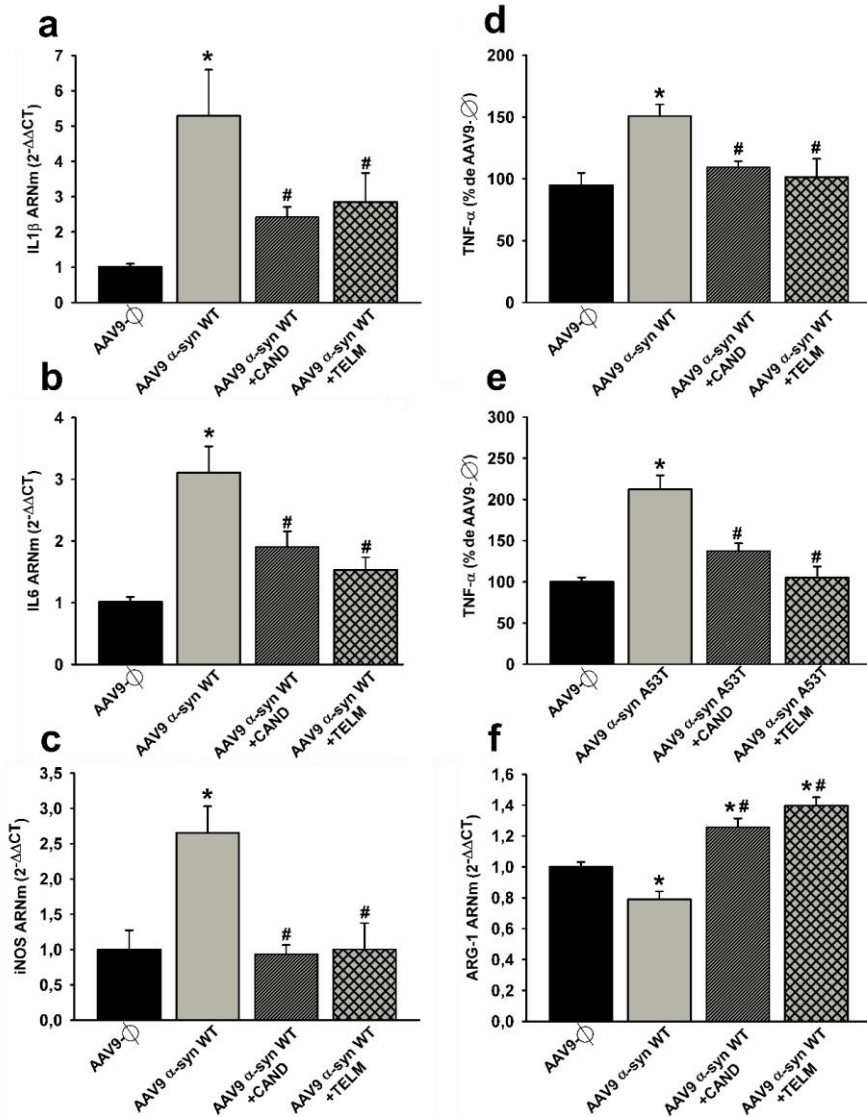 a
IL1β ARNm (2-ΔΔCT)
7
6
5
4
3
2
1
0
*
#
#
AAV9-∅
AAV9 α-syn WT
AAV9 α-syn WT
+CAND
AAV9 α-syn WT
+TELM
d
TNF-α (% de AAV9-∅)
200
150
100
50
0
*
#
#
AAV9-∅
AAV9 α-syn WT
AAV9 α-syn WT
+CAND
AAV9 α-syn WT
+TELM
b
IL6 ARNm (2-ΔΔCT)
4
3
2
1
0
*
#
#
AAV9-∅
AAV9 α-syn WT
AAV9 α-syn WT
+CAND
AAV9 α-syn WT
+TELM
e
TNF-α (% de AAV9-∅)
300
250
200
150
100
50
0
*
#
#
AAV9-∅
AAV9 α-syn A53T
AAV9 α-syn A53T
+CAND
AAV9 α-syn A53T
+TELM
c
iNOS ARNm (2-ΔΔCT)
3,5
3,0
2,5
2,0
1,5
1,0
0,5
0,0
*
#
#
AAV9-∅
AAV9 α-syn WT
AAV9 α-syn WT
+CAND
AAV9 α-syn WT
+TELM
f
ARG-1 ARNm (2-ΔΔCT)
1,6
1,4
1,2
1,0
0,8
0,6
0,4
0,2
0,0
*
*#
*#
AAV9-∅
AAV9 α-syn WT
AAV9 α-syn WT
+CAND
AAV9 α-syn WT
+TELM